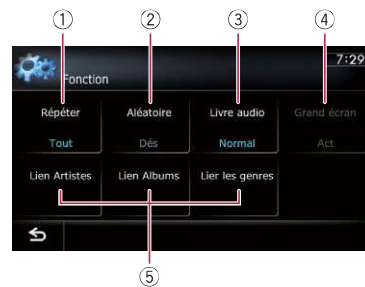 ① ② ③ ④
7:29
Fonction
Répéter Aléatoire Livre audio Grand écran
Tout Dés Normal Act
Lien Artistes Lien Albums Lier les genres
⑤